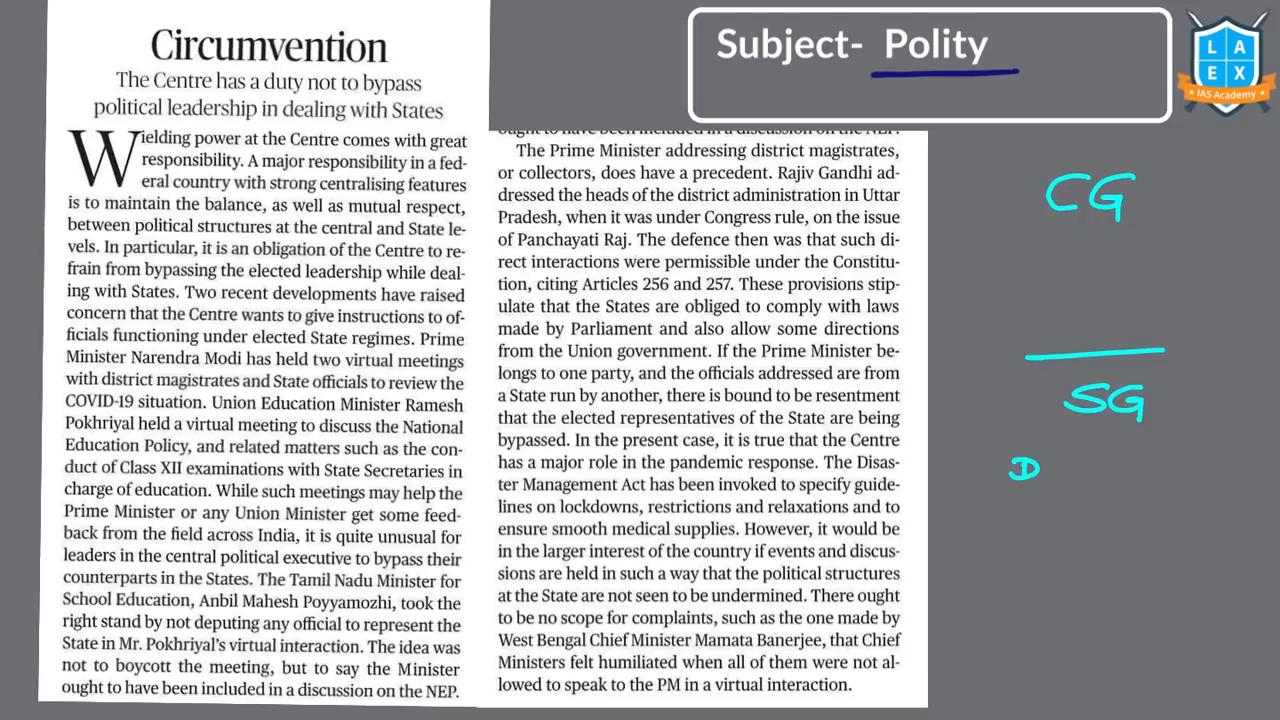 Circumvention
The Centre has a duty not to bypass
political leadership in dealing with States
Wielding power at the Centre comes with great
responsibility. A major responsibility in a fed-
eral country with strong centralising features
is to maintain the balance, as well as mutual respect,
between political structures at the central and State le-
vels. In particular, it is an obligation of the Centre to re-
frain from bypassing the elected leadership while deal-
ing with States. Two recent developments have raised
concern that the Centre wants to give instructions to of-
ficials functioning under elected State regimes. Prime
Minister Narendra Modi has held two virtual meetings
with district magistrates and State officials to review the
COVID-19 situation. Union Education Minister Ramesh
Pokhriyal held a virtual meeting to discuss the National
Education Policy, and related matters such as the con-
duct of Class XII examinations with State Secretaries in
charge of education. While such meetings may help the
Prime Minister or any Union Minister get some feed-
back from the field across India, it is quite unusual for
leaders in the central political executive to bypass their
counterparts in the States. The Tamil Nadu Minister for
School Education, Anbil Mahesh Poyyamozhi, took the
right stand by not deputing any official to represent the
State in Mr. Pokhriyal's virtual interaction. The idea was
not to boycott the meeting, but to say the Minister
ought to have been included in a discussion on the NEP.
ought to have been included in a discussion on the NEP.
The Prime Minister addressing district magistrates,
or collectors, does have a precedent. Rajiv Gandhi ad-
dressed the heads of the district administration in Uttar
Pradesh, when it was under Congress rule, on the issue
of Panchayati Raj. The defence then was that such di-
rect interactions were permissible under the Constitu-
tion, citing Articles 256 and 257. These provisions stip-
ulate that the States are obliged to comply with laws
made by Parliament and also allow some directions
from the Union government. If the Prime Minister be-
longs to one party, and the officials addressed are from
a State run by another, there is bound to be resentment
that the elected representatives of the State are being
bypassed. In the present case, it is true that the Centre
has a major role in the pandemic response. The Disas-
ter Management Act has been invoked to specify guide-
lines on lockdowns, restrictions and relaxations and to
ensure smooth medical supplies. However, it would be
in the larger interest of the country if events and discus-
sions are held in such a way that the political structures
at the State are not seen to be undermined. There ought
to be no scope for complaints, such as the one made by
West Bengal Chief Minister Mamata Banerjee, that Chief
Ministers felt humiliated when all of them were not al-
lowed to speak to the PM in a virtual interaction.
Subject- Polity
L A
E X
IAS Academy
CG
SG
D